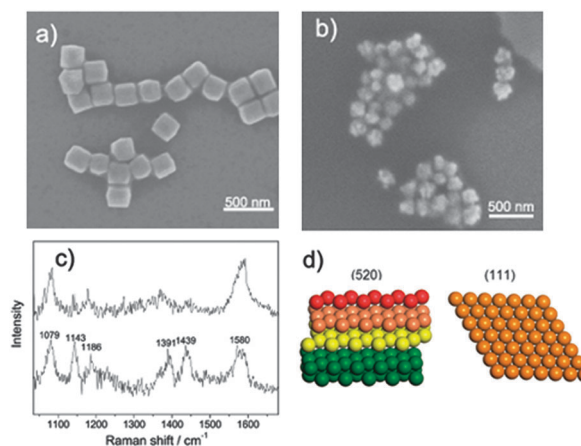 a)
500 nm
b)
500 nm
c)
Intensity
1079
1143
1186
1391
1439
1580
1100 1200 1300 1400 1500 1600
Raman shift / cm⁻¹
d)
(520)
(111)